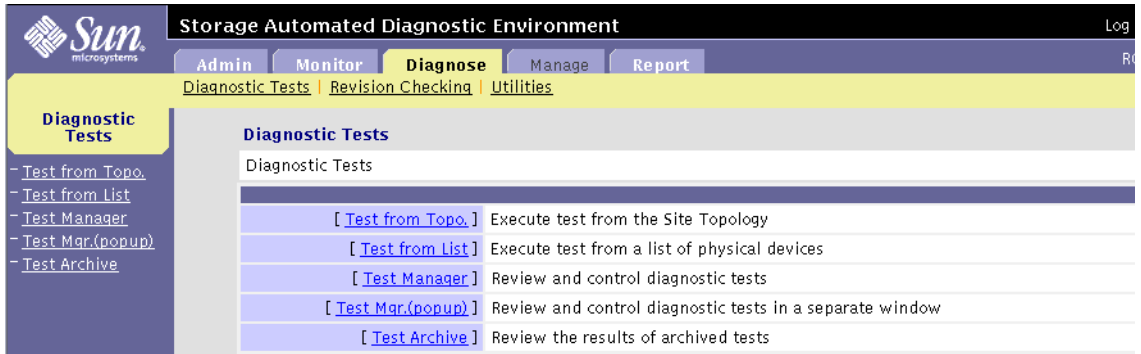 Sun
microsystems
Storage Automated Diagnostic Environment
Log
Admin Monitor Diagnose Manage Report
Diagnostic Tests | Revision Checking | Utilities
Diagnostic
Tests
- Test from Topo.
- Test from List
- Test Manager
- Test Mgr.(popup)
- Test Archive
Diagnostic Tests
Diagnostic Tests
[ Test from Topo. ] Execute test from the Site Topology
[ Test from List ] Execute test from a list of physical devices
[ Test Manager ] Review and control diagnostic tests
[ Test Mgr.(popup) ] Review and control diagnostic tests in a separate window
[ Test Archive ] Review the results of archived tests